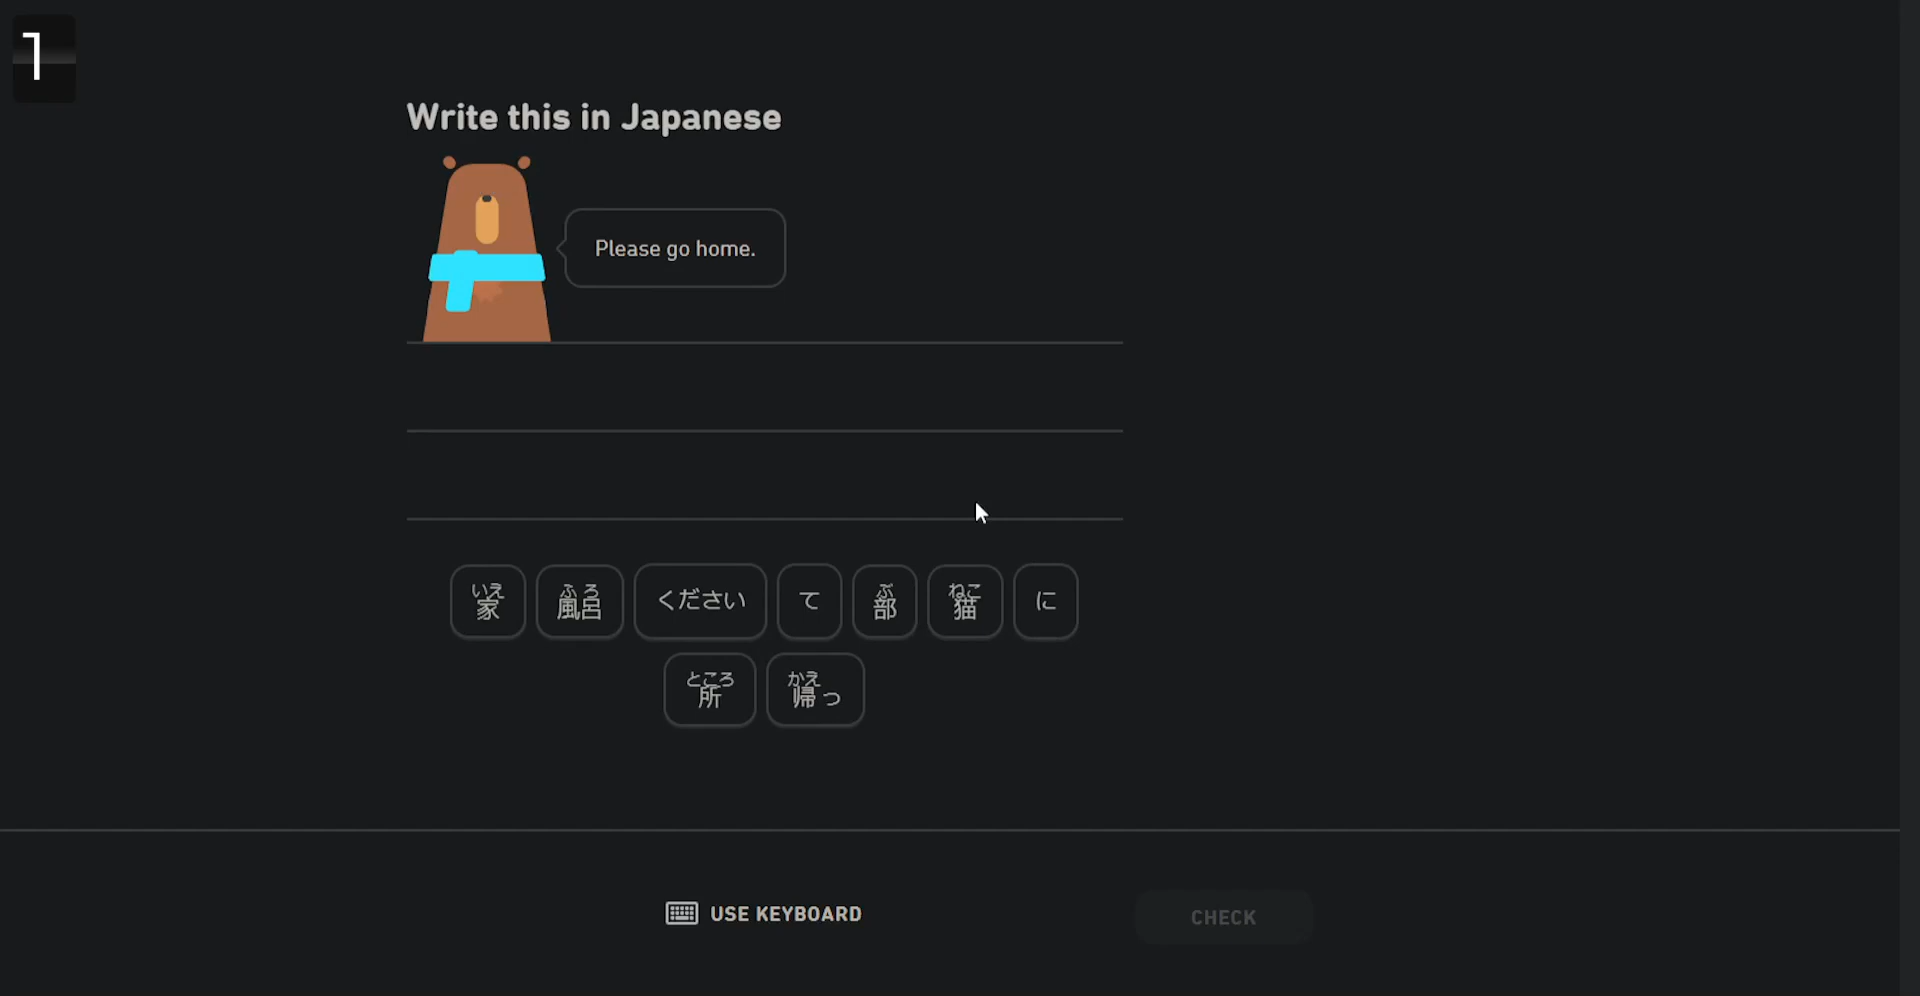 1
Write this in Japanese
Please go home.
いえ ふろ ぶ ねこ
家 風呂 ください て 部 猫 に
ところ かえ
所 帰っ
USE KEYBOARD CHECK